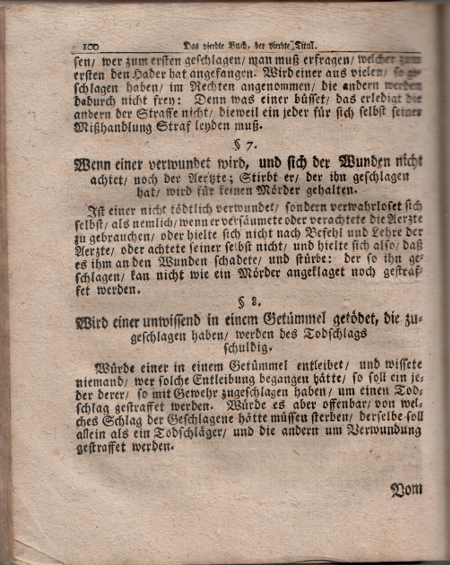 100 Das vierdte Buch, der vierdte Titul.
sen/ wer zum ersten geschlagen/ man muß erfragen/ welcher zum
ersten den Hader hat angefangen. Wird einer aus vielen/ so ge-
schlagen haben/ im Rechten angenommen/ die andern werden
dadurch nicht frey: Denn was einer büsset/ das erledigt die
andern der Straffe nicht/ dieweil ein jeder für sich selbst seiner
Mißhandlung Straf leyden muß.
§ 7.
Wenn einer verwundet wird, und sich der Wunden nicht
achtet/ noch der Aertzte; Stirbt er/ der ihn geschlagen
hat/ wird für keinen Mörder gehalten.
Ist einer nicht tödtlich verwundet/ sondern verwahrloset sich
selbst/ als nemlich/ wenn er versäumete oder verachtete die Aerzte
zu gebrauchen/ oder hielte sich nicht nach Befehl und Lehre der
Aerzte/ oder achtete seiner selbst nicht/ und hielte sich also/ daß
es ihm an den Wunden schadete/ und stürbe: der so ihn ge-
schlagen/ kan nicht wie ein Mörder angeklaget noch gestraf-
fet werden.
§ 8.
Wird einer unwissend in einem Getümmel getödet, die zu-
geschlagen haben/ werden des Todschlags
schuldig.
Würde einer in einem Getümmel entleibet/ und wissete
niemand/ wer solche Entleibung begangen hätte/ so soll ein je-
der derer/ so mit Gewehr zugeschlagen haben/ um einen Tod-
schlag gestraffet werden. Würde es aber offenbar/ von wel-
ches Schlag der Geschlagene hätte müssen sterben/ derselbe soll
allein als ein Todschläger/ und die andern um Verwundung
gestraffet werden.
Vom